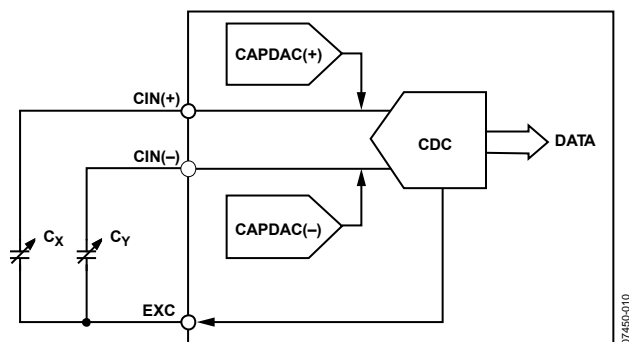 CAPDAC(+)
CIN(+)
CDC
DATA
CIN(–)
CAPDAC(–)
CX
CY
EXC
07450-010